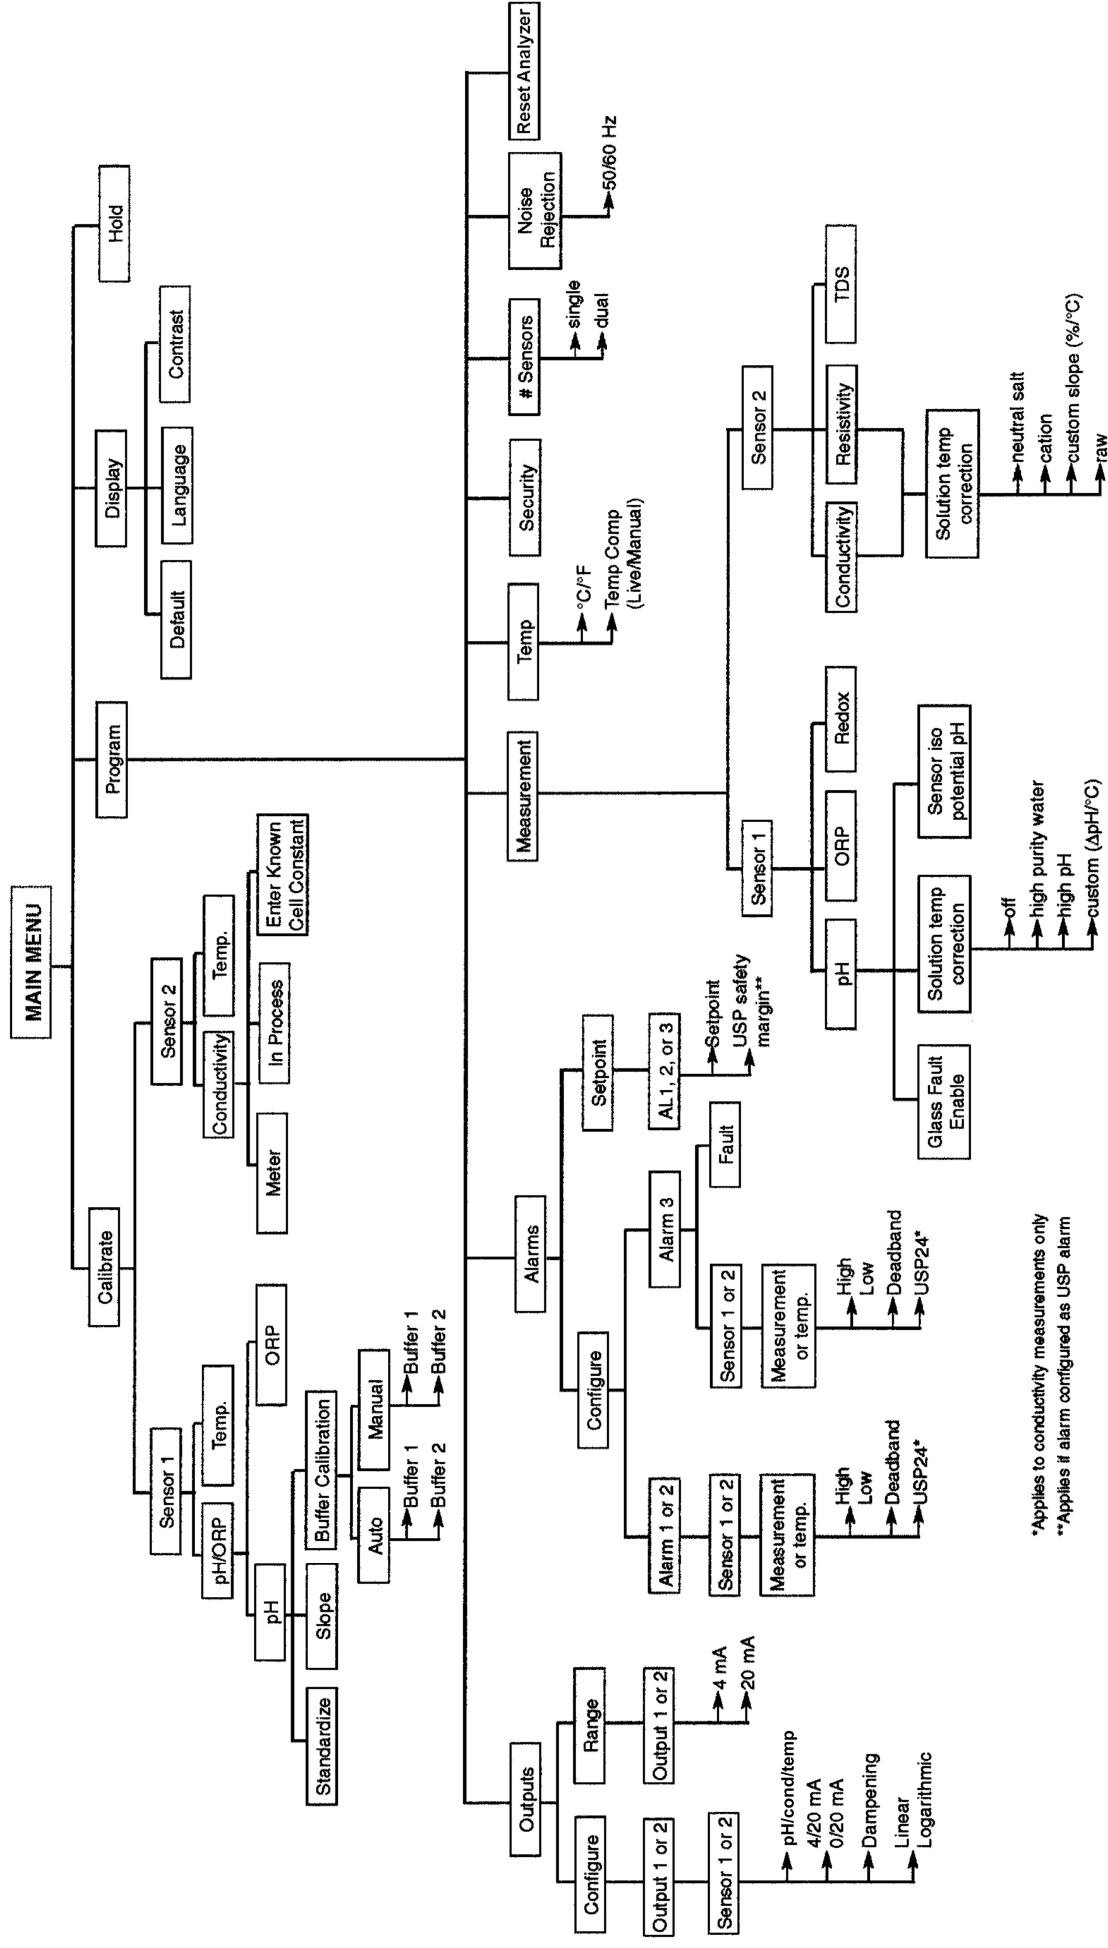 MAIN MENU
Calibrate
Program
Display
Hold
Sensor 1
Sensor 2
Default
Language
Contrast
pH/ORP
Temp.
Conductivity
Temp.
pH
ORP
Meter
In Process
Enter Known
Cell Constant
Standardize
Slope
Buffer Calibration
Auto
Manual
Buffer 1
Buffer 2
Buffer 1
Buffer 2
Outputs
Alarms
Measurement
Temp
Security
# Sensors
Noise
Rejection
Reset Analyzer
°C/°F
Temp Comp
(Live/Manual)
single
dual
50/60 Hz
Configure
Range
Output 1 or 2
Output 1 or 2
Sensor 1 or 2
4 mA
20 mA
pH/cond/temp
4/20 mA
0/20 mA
Dampening
Linear
Logarithmic
Configure
Setpoint
Alarm 1 or 2
Alarm 3
AL1, 2, or 3
Sensor 1 or 2
Sensor 1 or 2
Fault
Setpoint
USP safety
margin**
Measurement
or temp.
Measurement
or temp.
High
Low
Deadband
USP24*
High
Low
Deadband
USP24*
Sensor 1
Sensor 2
pH
ORP
Redox
Conductivity
Resistivity
TDS
Glass Fault
Enable
Solution temp
correction
Sensor iso
potential pH
Solution temp
correction
off
high purity water
high pH
custom (ΔpH/°C)
neutral salt
cation
custom slope (%/°C)
raw
*Applies to conductivity measurements only
**Applies if alarm configured as USP alarm